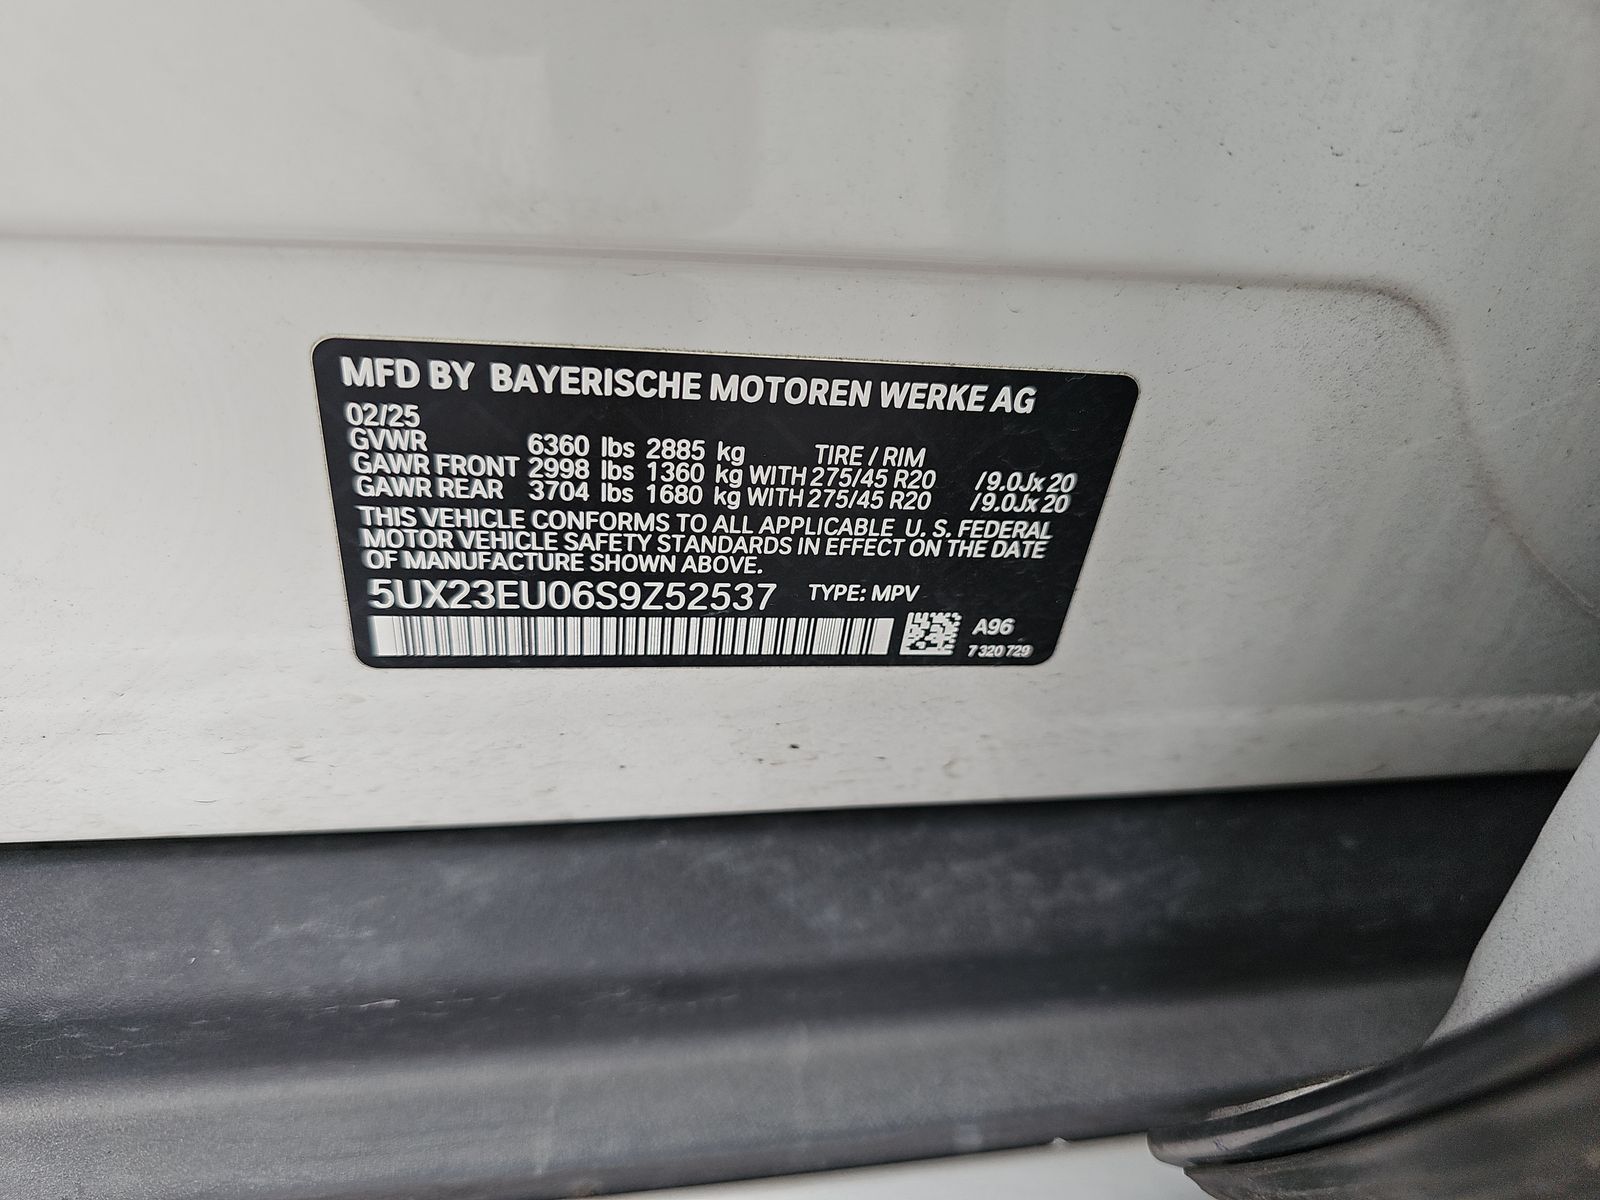 MFD BY BAYERISCHE MOTOREN WERKE AG
02/25
GVWR 6360 lbs 2885 kg TIRE / RIM
GAWR FRONT 2998 lbs 1360 kg WITH 275/45 R20 /9.0Jx20
GAWR REAR 3704 lbs 1680 kg WITH 275/45 R20 /9.0Jx20
THIS VEHICLE CONFORMS TO ALL APPLICABLE U. S. FEDERAL
MOTOR VEHICLE SAFETY STANDARDS IN EFFECT ON THE DATE
OF MANUFACTURE SHOWN ABOVE.
5UX23EU06S9Z52537 TYPE: MPV
A96
7 320 729